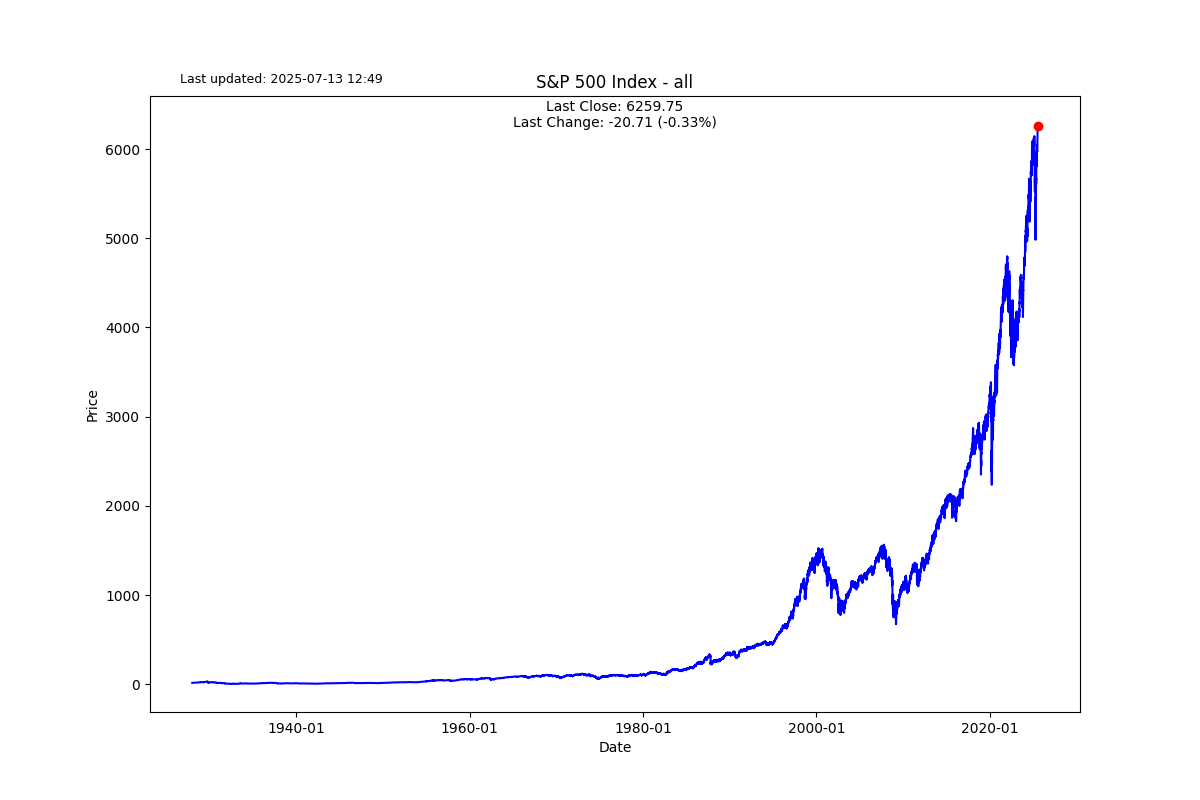 Last updated: 2025-07-13 12:49
S&P 500 Index - all
Last Close: 6259.75
Last Change: -20.71 (-0.33%)
6000
5000
4000
3000
2000
1000
0
Price
1940-01
1960-01
1980-01
2000-01
2020-01
Date